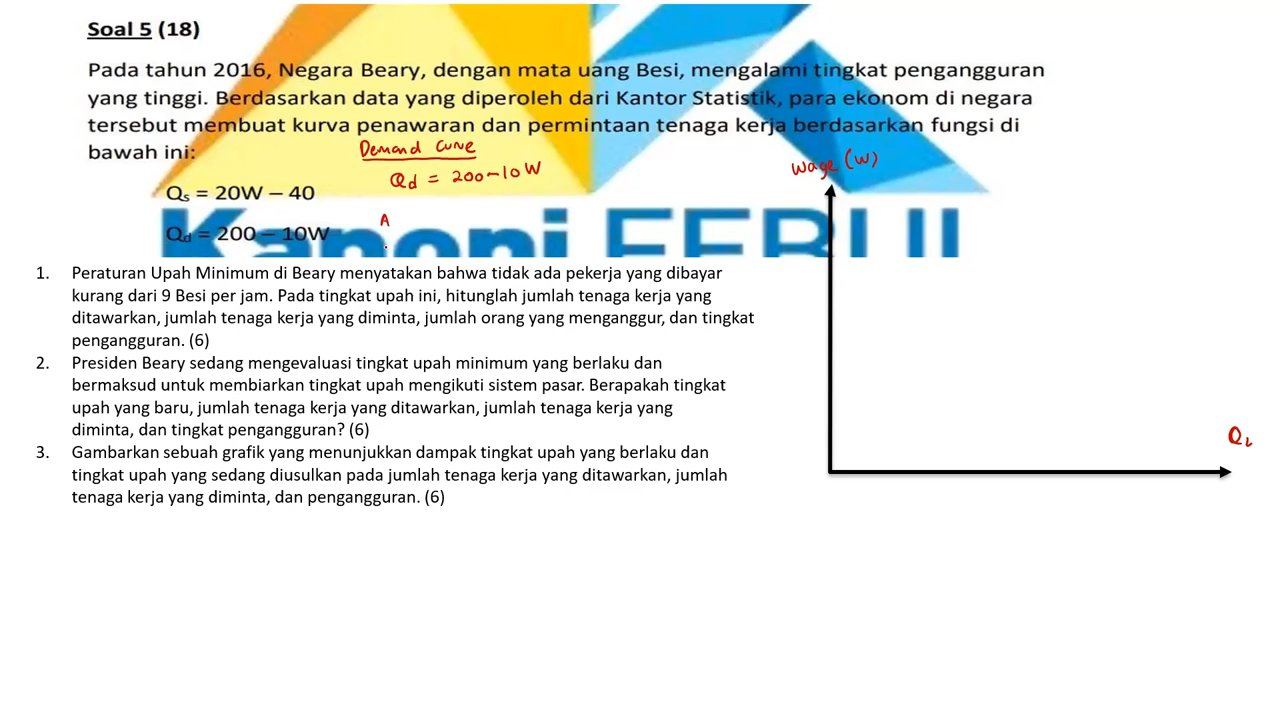 Soal 5 (18)
Pada tahun 2016, Negara Beary, dengan mata uang Besi, mengalami tingkat pengangguran
yang tinggi. Berdasarkan data yang diperoleh dari Kantor Statistik, para ekonom di negara
tersebut membuat kurva penawaran dan permintaan tenaga kerja berdasarkan fungsi di
bawah ini:
Demand Curve
Qd = 200-10W
Wage (W)
Qs = 20W – 40
A
Qd = 200 – 10W
Kanopi FEBUI
1. Peraturan Upah Minimum di Beary menyatakan bahwa tidak ada pekerja yang dibayar
kurang dari 9 Besi per jam. Pada tingkat upah ini, hitunglah jumlah tenaga kerja yang
ditawarkan, jumlah tenaga kerja yang diminta, jumlah orang yang menganggur, dan tingkat
pengangguran. (6)
2. Presiden Beary sedang mengevaluasi tingkat upah minimum yang berlaku dan
bermaksud untuk membiarkan tingkat upah mengikuti sistem pasar. Berapakah tingkat
upah yang baru, jumlah tenaga kerja yang ditawarkan, jumlah tenaga kerja yang
diminta, dan tingkat pengangguran? (6)
3. Gambarkan sebuah grafik yang menunjukkan dampak tingkat upah yang berlaku dan
tingkat upah yang sedang diusulkan pada jumlah tenaga kerja yang ditawarkan, jumlah
tenaga kerja yang diminta, dan pengangguran. (6)
QL